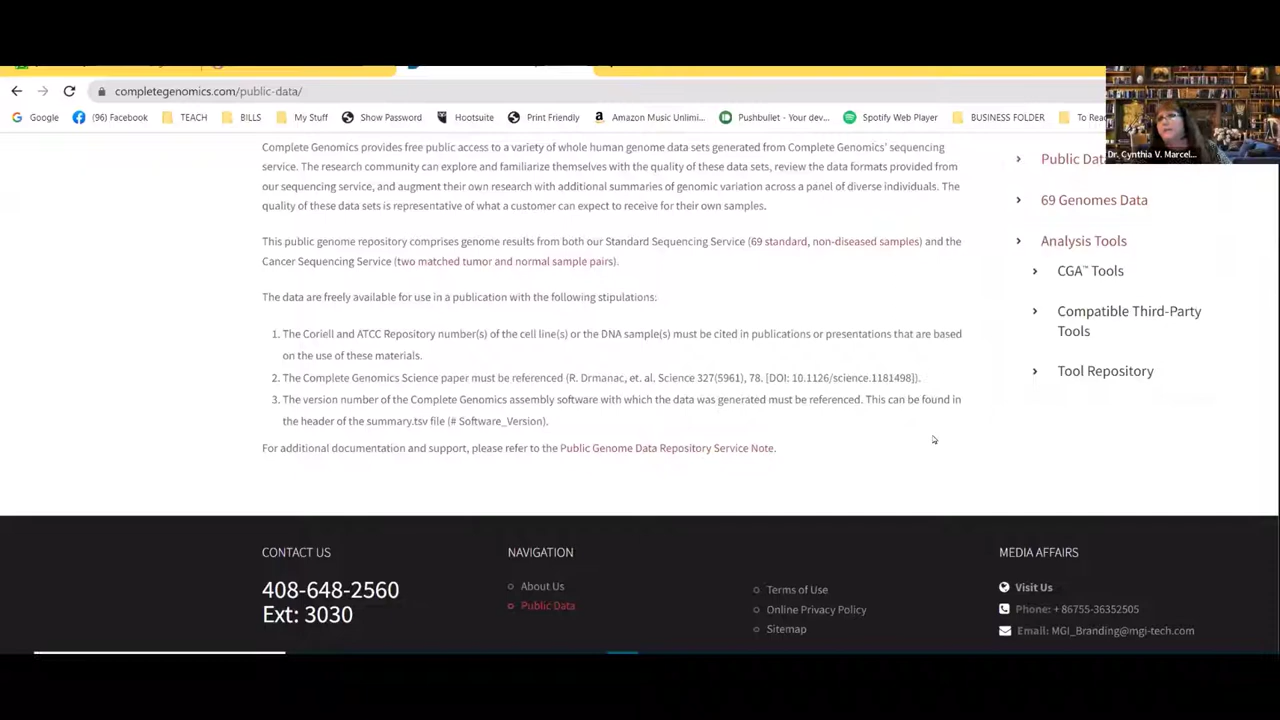 completegenomics.com/public-data/
Google
(96) Facebook
TEACH
BILLS
My Stuff
Show Password
Hootsuite
Print Friendly
Amazon Music Unlimi...
Pushbullet - Your dev...
Spotify Web Player
BUSINESS FOLDER
To Rea
Dr. Cynthia V. Marcel...
Complete Genomics provides free public access to a variety of whole human genome data sets generated from Complete Genomics' sequencing
service. The research community can explore and familiarize themselves with the quality of these data sets, review the data formats provided from
our sequencing service, and augment their own research with additional summaries of genomic variation across a panel of diverse individuals. The
quality of these data sets is representative of what a customer can expect to receive for their own samples.
This public genome repository comprises genome results from both our Standard Sequencing Service (69 standard, non-diseased samples) and the
Cancer Sequencing Service (two matched tumor and normal sample pairs).
The data are freely available for use in a publication with the following stipulations:
1. The Coriell and ATCC Repository number(s) of the cell line(s) or the DNA sample(s) must be cited in publications or presentations that are based
on the use of these materials.
2. The Complete Genomics Science paper must be referenced (R. Drmanac, et. al. Science 327(5961), 78. [DOI: 10.1126/science.1181498]).
3. The version number of the Complete Genomics assembly software with which the data was generated must be referenced. This can be found in
the header of the summary.tsv file (# Software_Version).
For additional documentation and support, please refer to the Public Genome Data Repository Service Note.
Public Data
69 Genomes Data
Analysis Tools
CGA™ Tools
Compatible Third-Party
Tools
Tool Repository
CONTACT US
408-648-2560
Ext: 3030
NAVIGATION
About Us
Public Data
Terms of Use
Online Privacy Policy
Sitemap
MEDIA AFFAIRS
Visit Us
Phone: + 86755-36352505
Email: MGI_Branding@mgi-tech.com